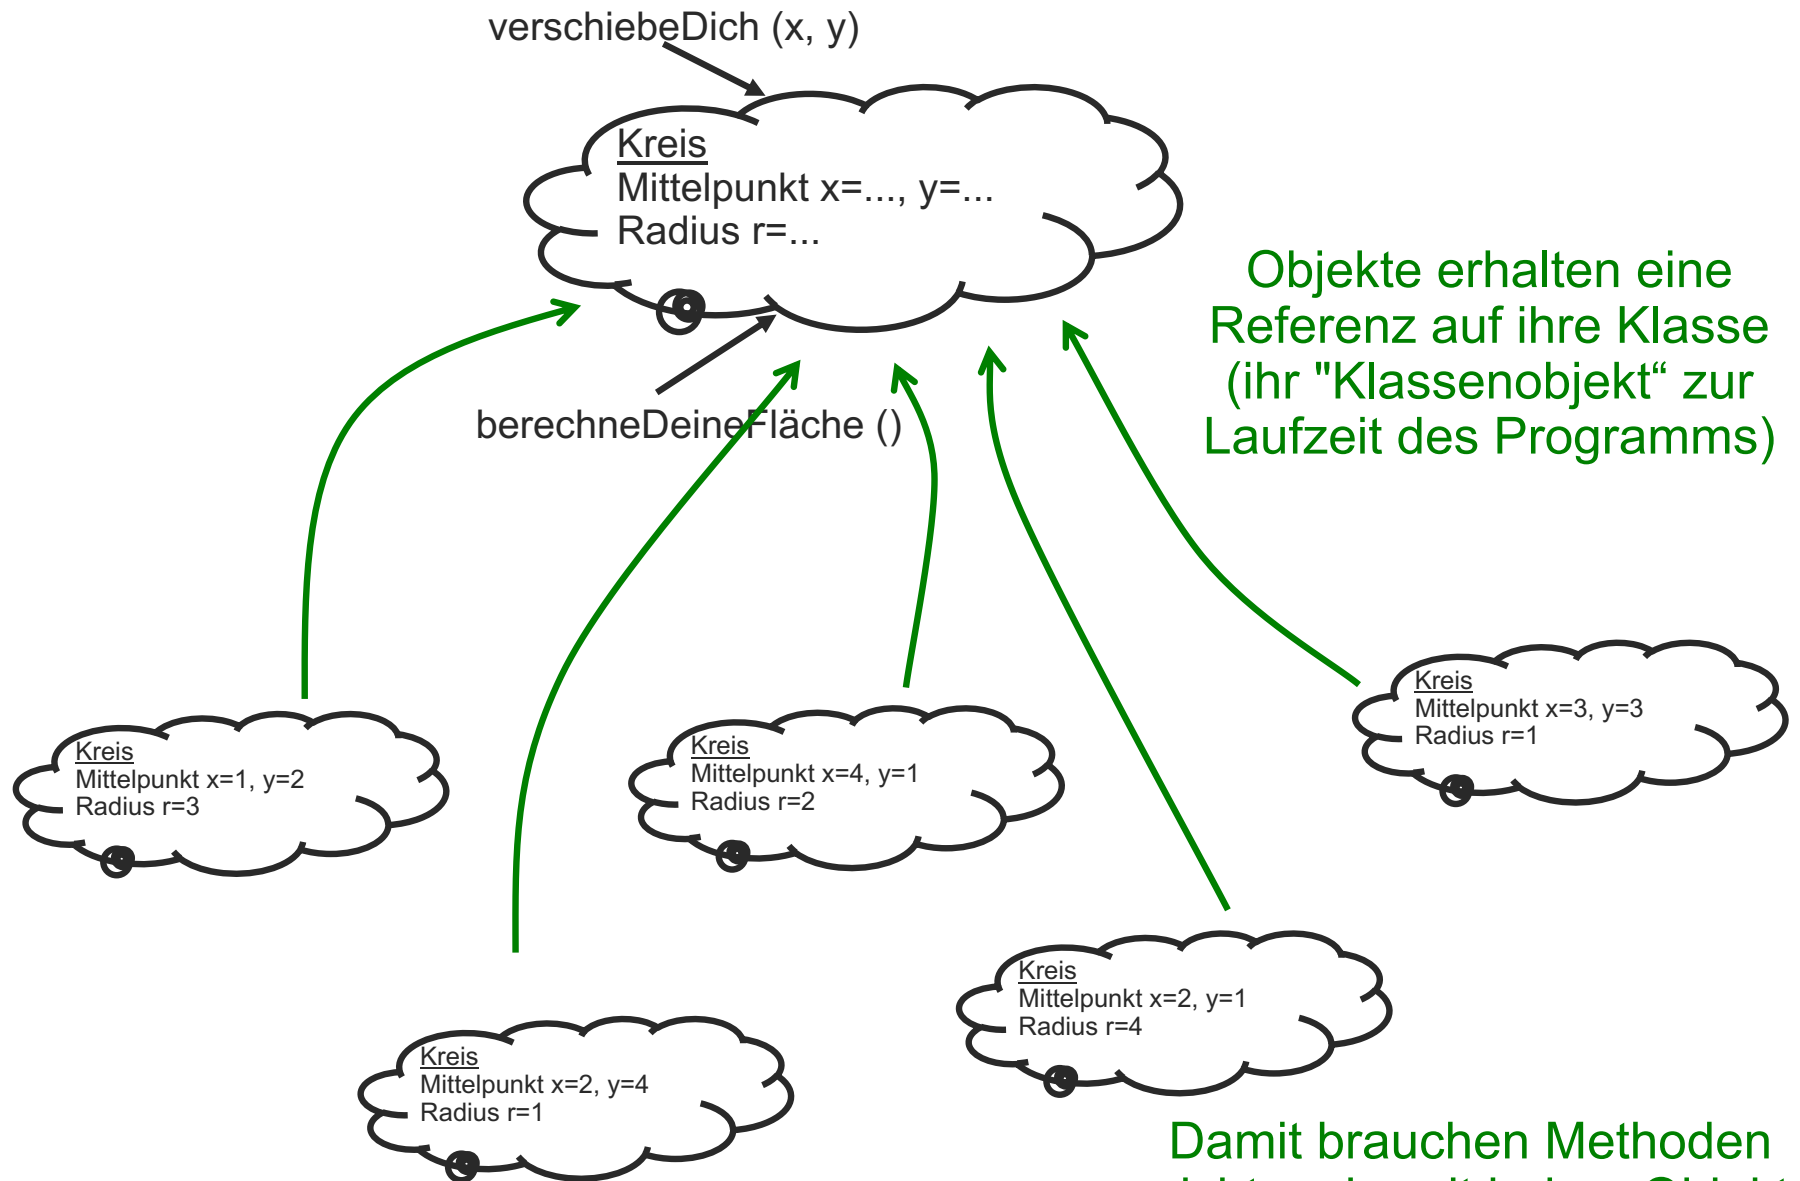 verschiebeDich (x, y)
Kreis
Mittelpunkt x=..., y=...
Radius r=...
Objekte erhalten eine
Referenz auf ihre Klasse
(ihr "Klassenobjekt“ zur
Laufzeit des Programms)
berechneDeineFläche ()
Kreis
Mittelpunkt x=3, y=3
Radius r=1
Kreis
Mittelpunkt x=1, y=2
Radius r=3
Kreis
Mittelpunkt x=4, y=1
Radius r=2
Kreis
Mittelpunkt x=2, y=1
Radius r=4
Kreis
Mittelpunkt x=2, y=4
Radius r=1
Damit brauchen Methoden